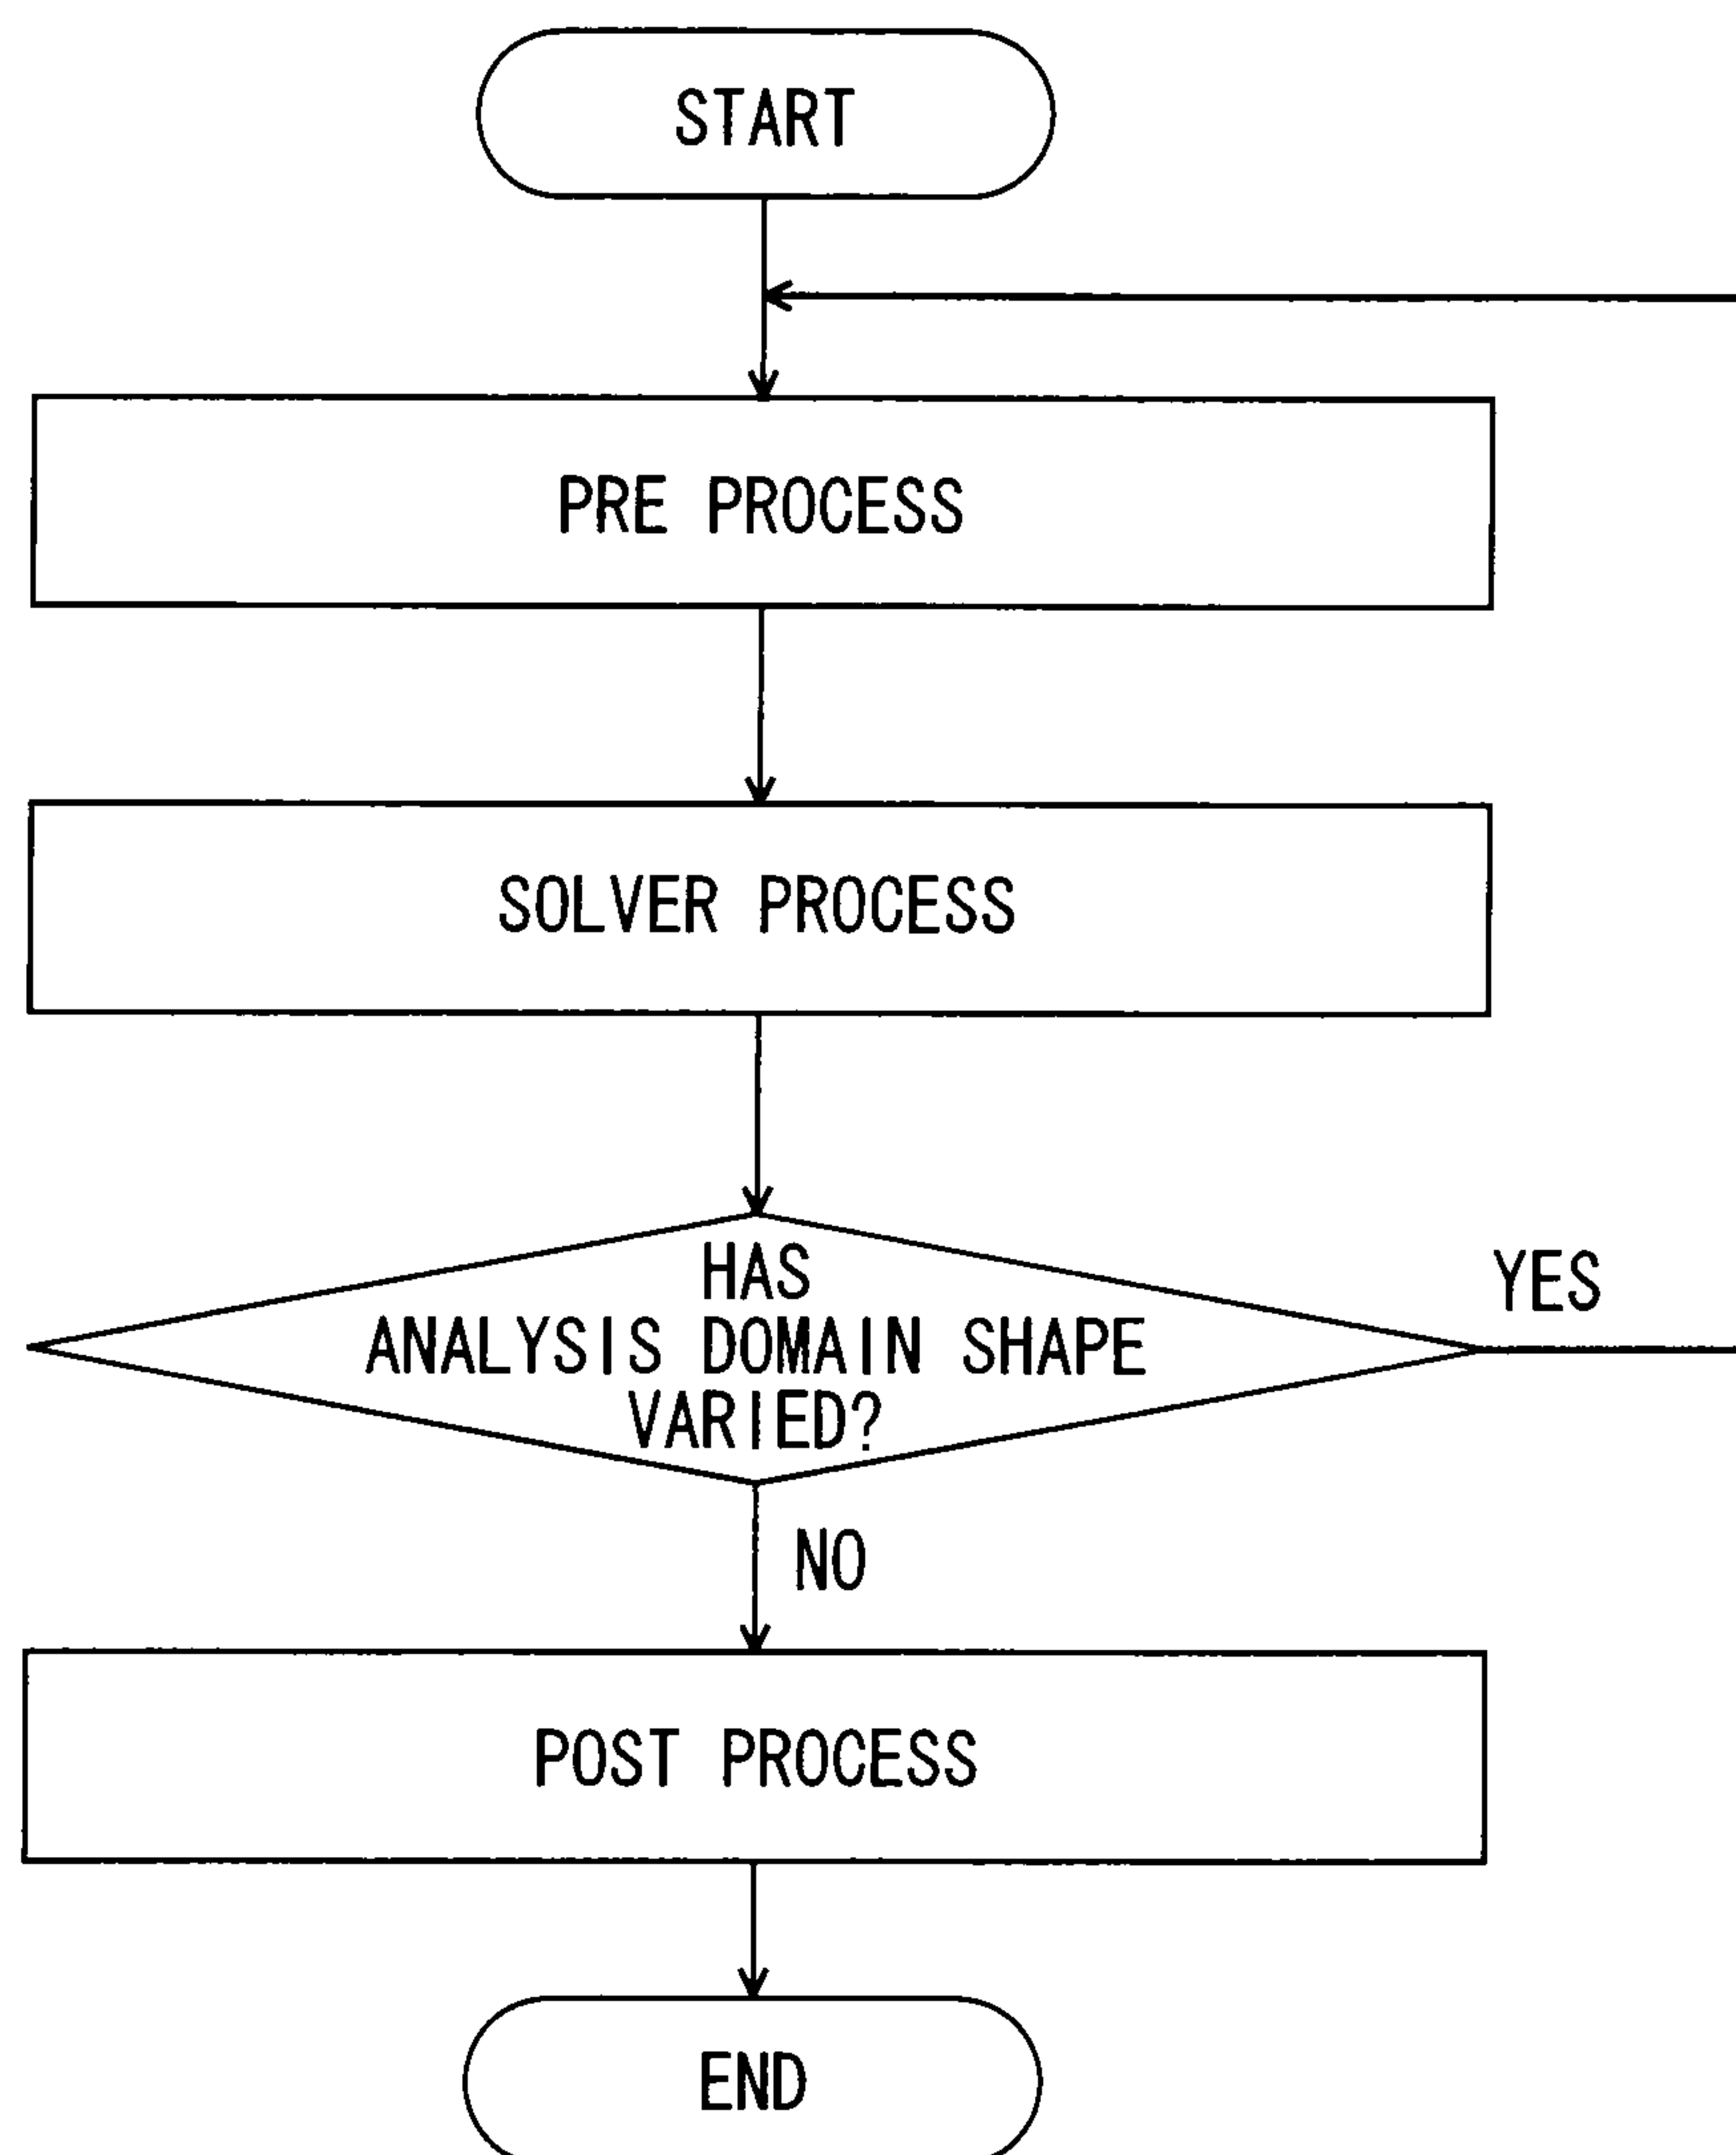 START
PRE PROCESS
SOLVER PROCESS
HAS
ANALYSIS DOMAIN SHAPE
VARIED?
YES
NO
POST PROCESS
END